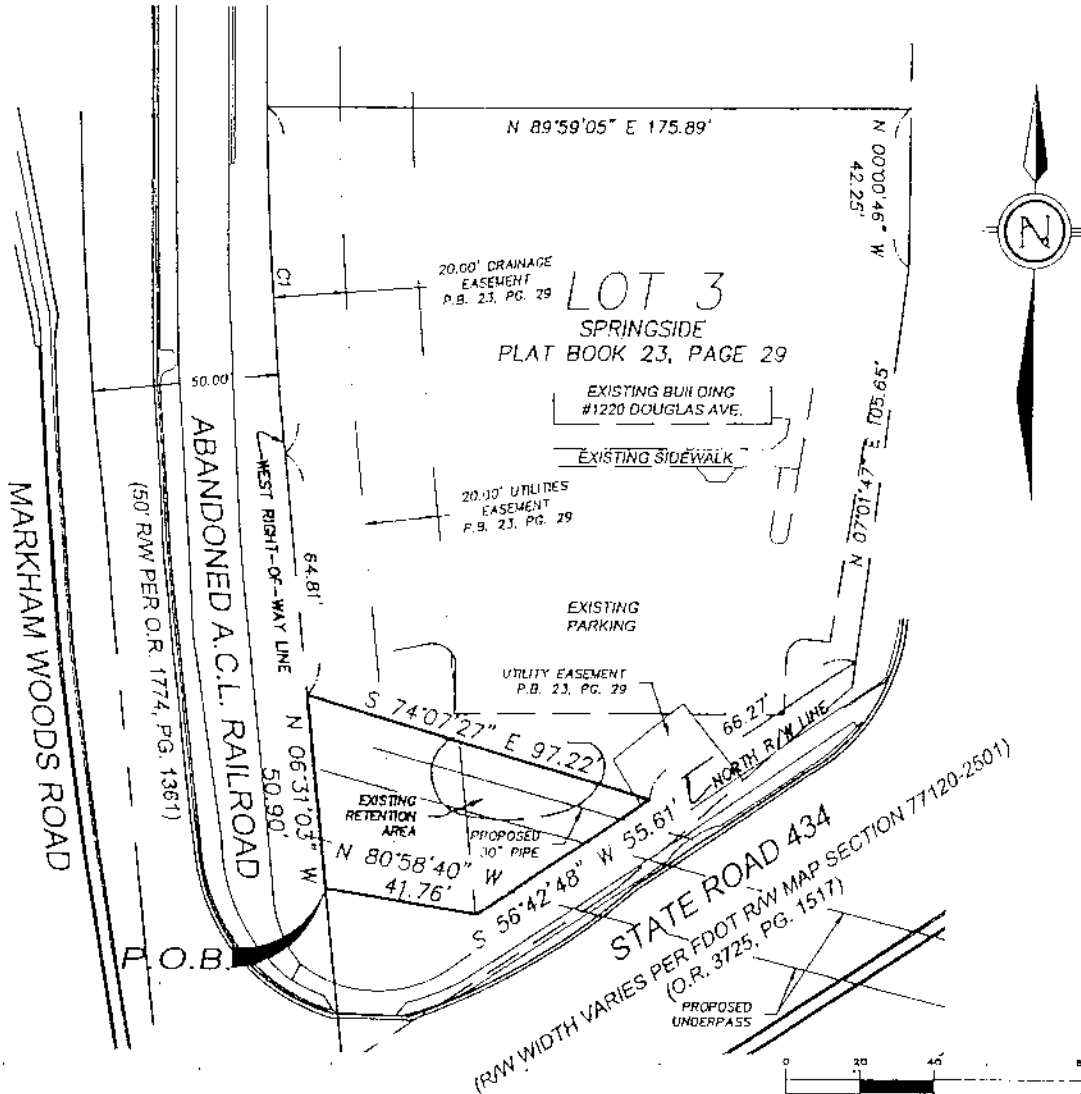 N 89°59'05" E 175.89'
N 00°00'46" W
42.25'
20.00' DRAINAGE
EASEMENT
P.B. 23, PG. 29
C1
LOT 3
SPRINGSIDE
PLAT BOOK 23, PAGE 29
50.00'
EXISTING BUILDING
#1220 DOUGLAS AVE.
EXISTING SIDEWALK
N 07°01'47" E 105.65'
20.00' UTILITIES
EASEMENT
P.B. 23, PG. 29
MARKHAM WOODS ROAD
(50' R/W PER O.R. 1774, PG. 1361)
ABANDONED A.C.L. RAILROAD
WEST RIGHT-OF-WAY LINE
64.81'
EXISTING
PARKING
UTILITY EASEMENT
P.B. 23, PG. 29
66.27'
NORTH R/W LINE
S 74°07'27" E 97.22'
N 06°31'03" W
50.90'
EXISTING
RETENTION
AREA
PROPOSED
30" PIPE
N 80°58'40" W
41.76'
S 56°42'48" W 55.61'
P.O.B.
STATE ROAD 434
(R/W WIDTH VARIES PER FDOT R/W MAP SECTION 77120-2501)
(O.R. 3725, PG. 1517)
PROPOSED
UNDERPASS
N
0 20 40